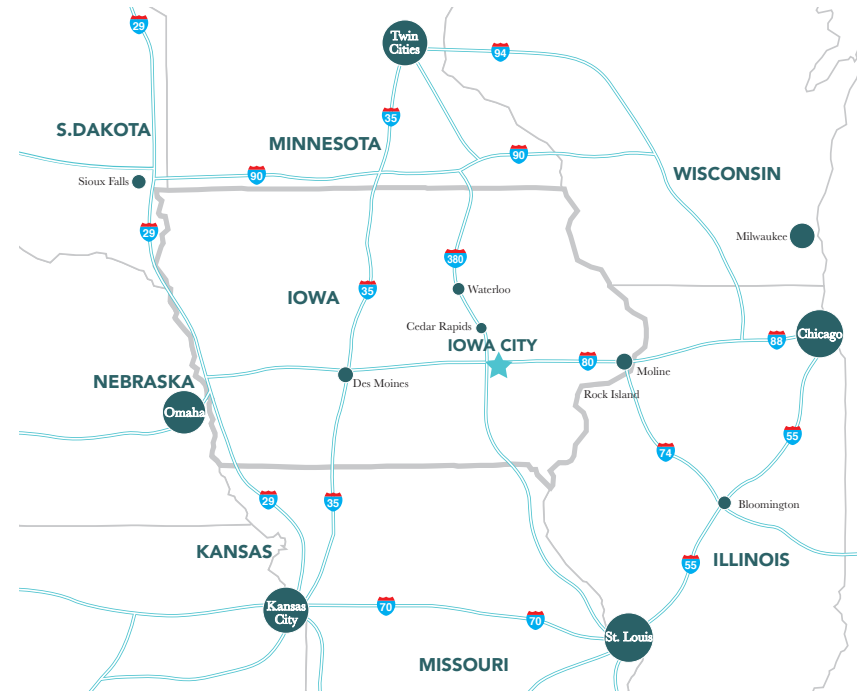 29
Twin
Cities
94
35
S.DAKOTA
MINNESOTA
90
90
WISCONSIN
Sioux Falls
29
Milwaukee
380
35
Waterloo
IOWA
Cedar Rapids
Chicago
88
IOWA CITY
80
Moline
NEBRASKA
Des Moines
Rock Island
Omaha
55
74
29
35
Bloomington
KANSAS
55
ILLINOIS
Kansas
City
70
70
St. Louis
MISSOURI